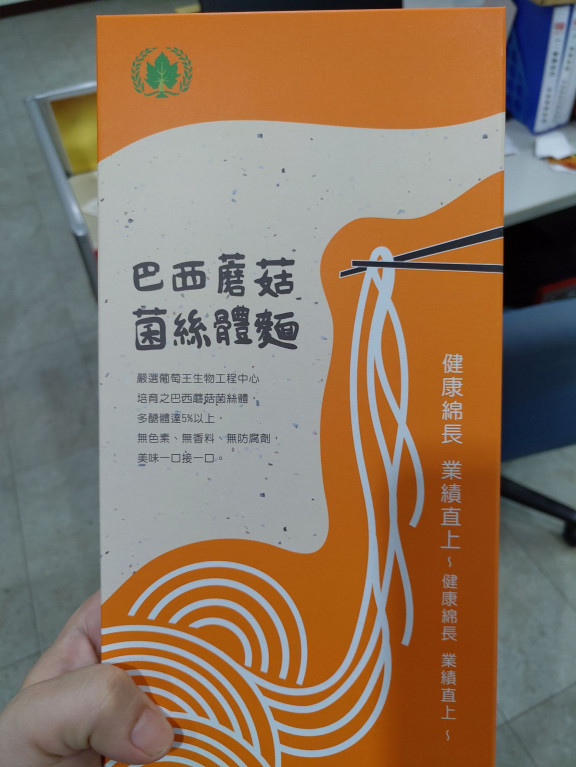 巴西蘑菇
菌絲體麵
嚴選葡萄王生物工程中心
培育之巴西蘑菇菌絲體，
多醣體達5%以上，
無色素、無香料、無防腐劑，
美味一口接一口。
健康綿長 業績直上～健康綿長 業績直上～